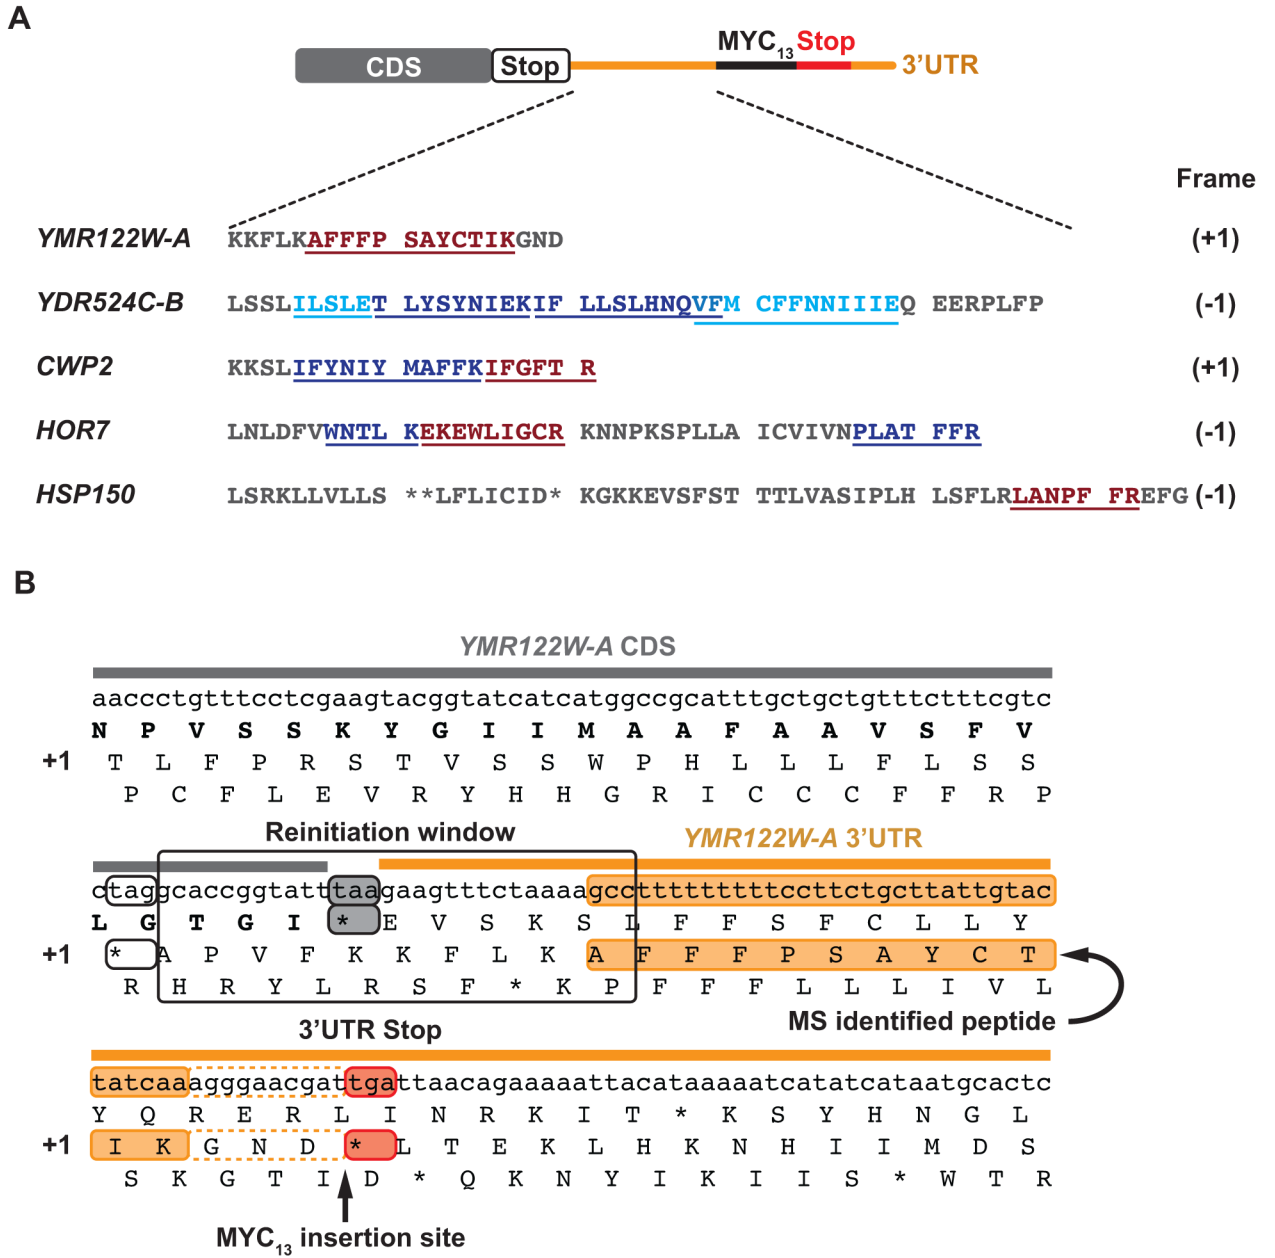 A
MYC13Stop
CDS Stop 3’UTR
Frame
YMR122W-A KKFLKAFFFP SAYCTIKGND (+1)
YDR524C-B LSSLILSLET LYSYNIEKIF LLSLHNQVFM CFFNNIIIEQ EERPLFP (-1)
CWP2 KKSLIFYNIY MAFFKIFGFT R (+1)
HOR7 LNLDFVWNTL KEKEWLIGCR KNNPKSPLLA ICVIVNPLAT FFR (-1)
HSP150 LSRKLLVLLS **LFLICID* KGKKEVSFST TTLVASIPLH LSFLRLANPF FREFG (-1)
B
YMR122W-A CDS
aaccctgtttcctcgaagtacggtatcatcatggccgcatttgctgctgtttctttcgtc
N P V S S K Y G I I M A A F A A V S F V
+1 T L F P R S T V S S W P H L L L F L S S
P C F L E V R Y H H G R I C C C F F R P
Reinitiation window YMR122W-A 3’UTR
ctaggcaccggtatttaagaagtttctaaaagcctttttttttccttctgcttattgtac
L G T G I * E V S K S L F F S F C L L Y
+1 * A P V F K K F L K A F F F P S A Y C T
R H R Y L R S F * K P F F F L L L I V L
3’UTR Stop MS identified peptide
tatcaaagggaacgattgattaacagaaaaattacataaaaatcatatcataatgcactc
Y Q R E R L I N R K I T * K S Y H N G L
+1 I K G N D * L T E K L H K N H I I M D S
S K G T I D * Q K N Y I K I I S * W T R
MYC13 insertion site